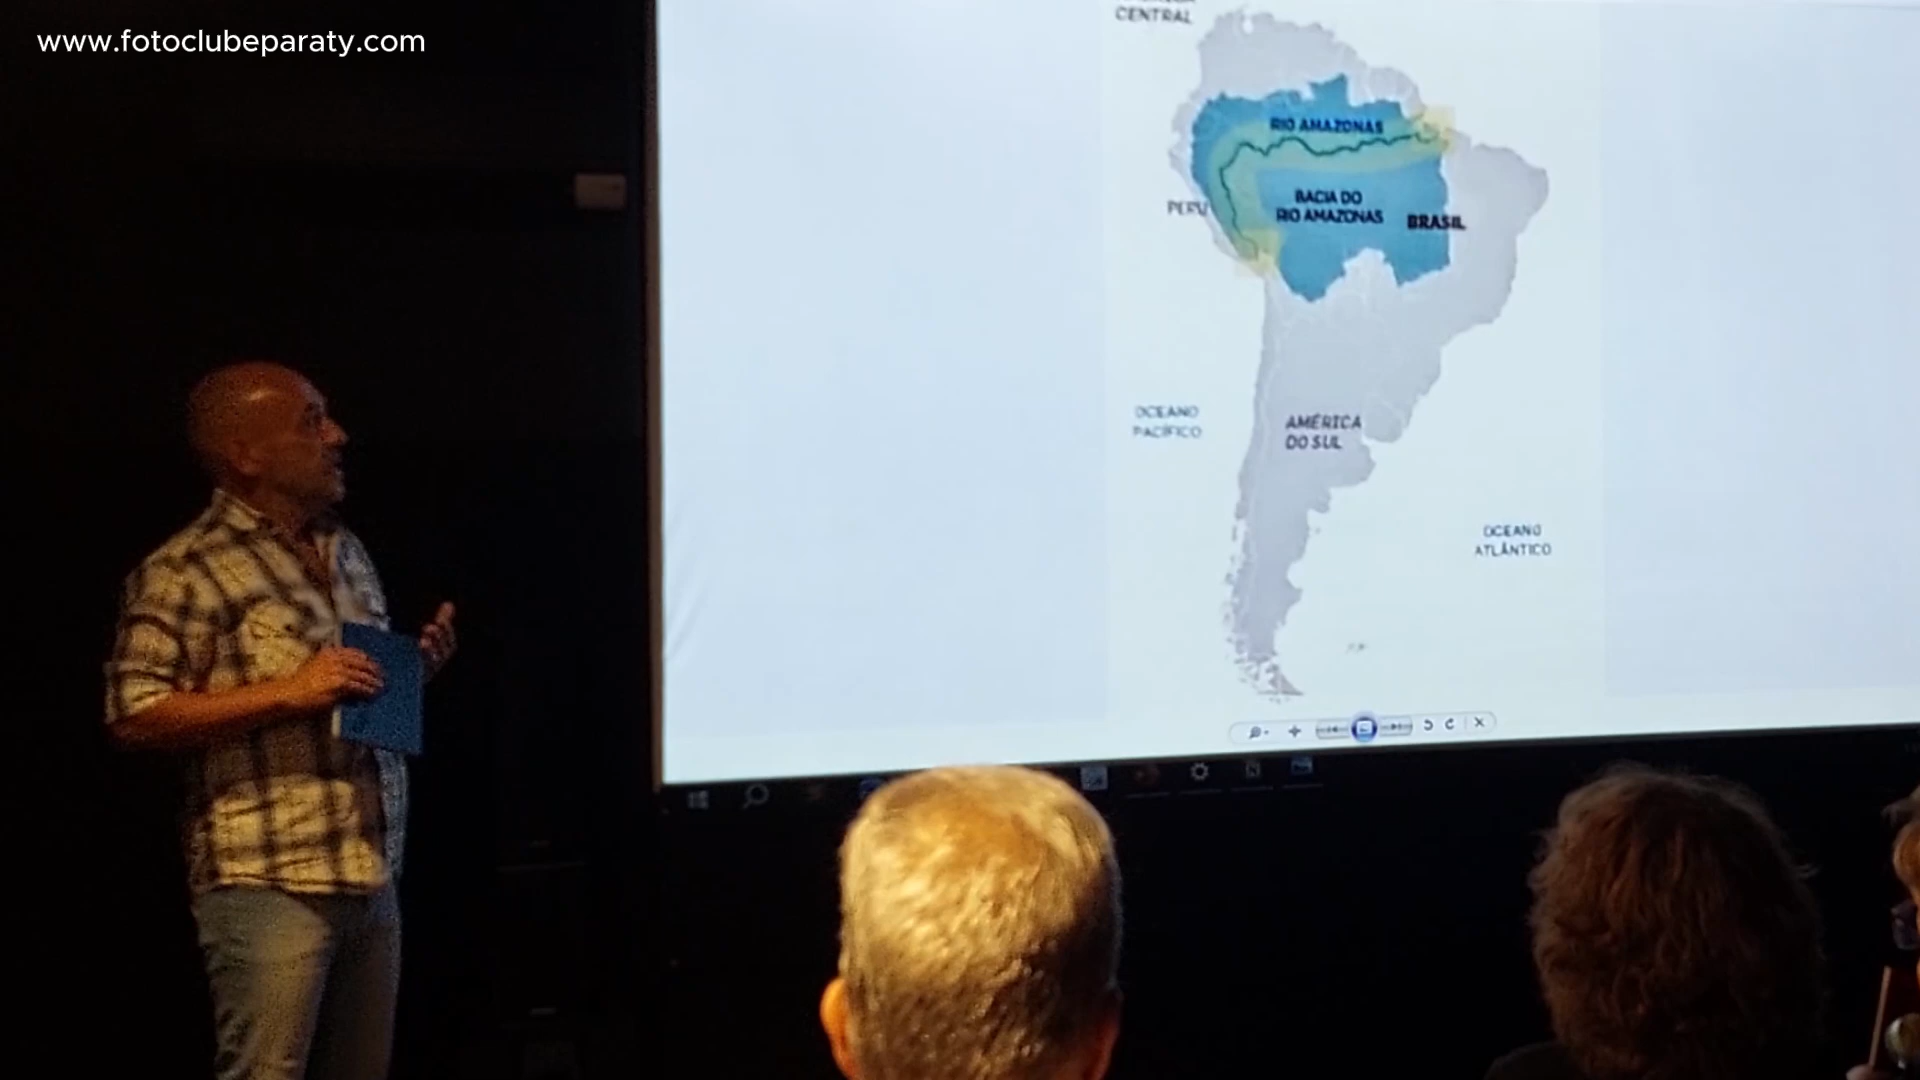 www.fotoclubeparaty.com
CENTRAL
RIO AMAZONAS
PERU
BACIA DO
RIO AMAZONAS
BRASIL
OCEANO
PACÍFICO
AMÉRICA
DO SUL
OCEANO
ATLÂNTICO